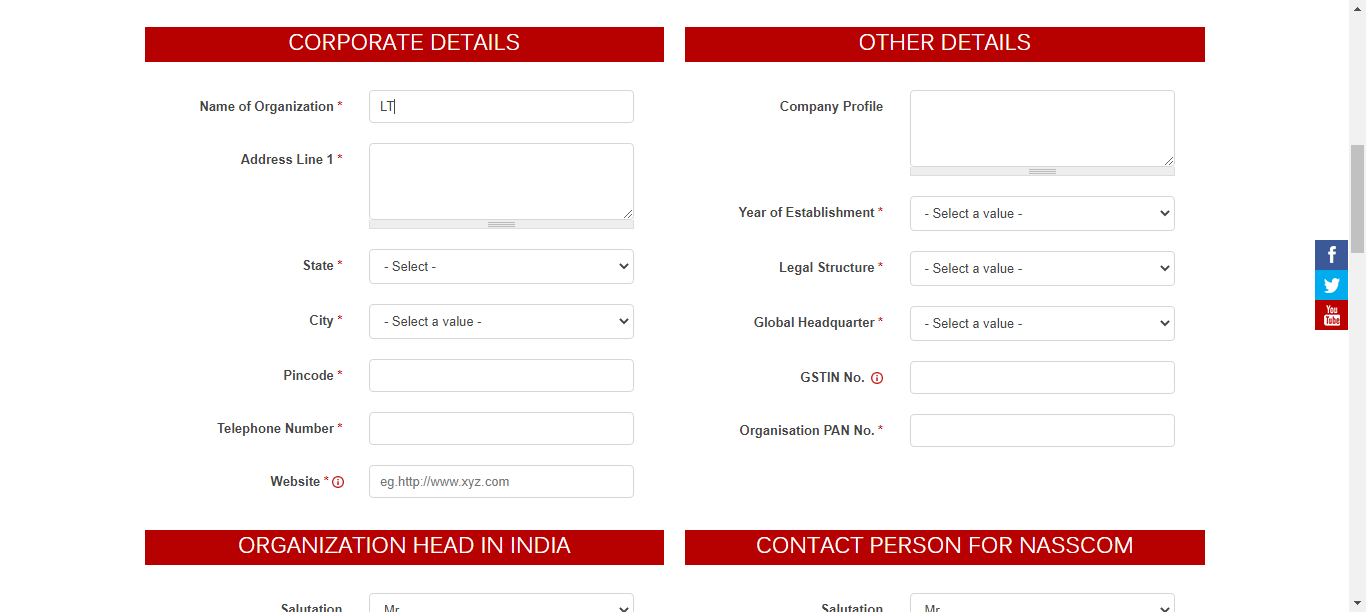 CORPORATE DETAILS
Name of Organization *
LT
Address Line 1 *
State *
- Select -
City *
- Select a value -
Pincode *
Telephone Number *
Website *
eg.http://www.xyz.com
OTHER DETAILS
Company Profile
Year of Establishment *
- Select a value -
Legal Structure *
- Select a value -
Global Headquarter *
- Select a value -
GSTIN No.
Organisation PAN No. *
You
Tube
ORGANIZATION HEAD IN INDIA
Salutation
Mr
CONTACT PERSON FOR NASSCOM
Salutation
Mr